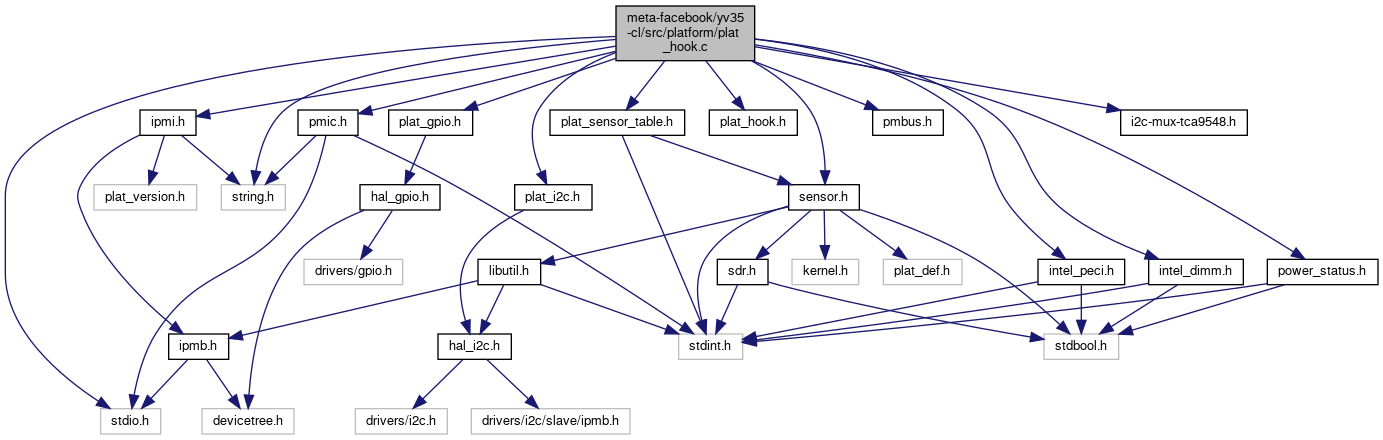 meta-facebook/yv35
-cl/src/platform/plat
_hook.c
ipmi.h
pmic.h
plat_gpio.h
plat_sensor_table.h
plat_hook.h
pmbus.h
i2c-mux-tca9548.h
plat_version.h
string.h
hal_gpio.h
plat_i2c.h
sensor.h
drivers/gpio.h
libutil.h
sdr.h
kernel.h
plat_def.h
intel_peci.h
intel_dimm.h
power_status.h
ipmb.h
hal_i2c.h
stdint.h
stdbool.h
stdio.h
devicetree.h
drivers/i2c.h
drivers/i2c/slave/ipmb.h